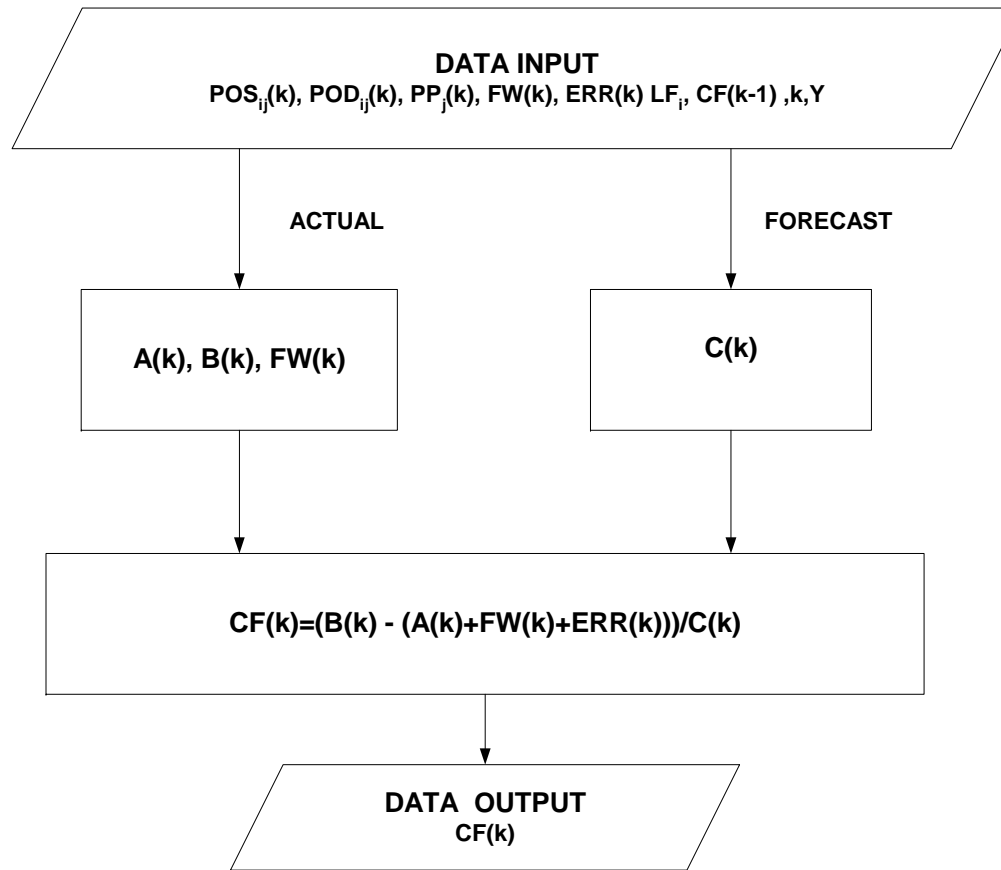 DATA INPUT
POSij(k), PODij(k), PPj(k), FW(k), ERR(k) LFi, CF(k-1) ,k,Y
ACTUAL
FORECAST
A(k), B(k), FW(k)
C(k)
CF(k)=(B(k) - (A(k)+FW(k)+ERR(k)))/C(k)
DATA OUTPUT
CF(k)